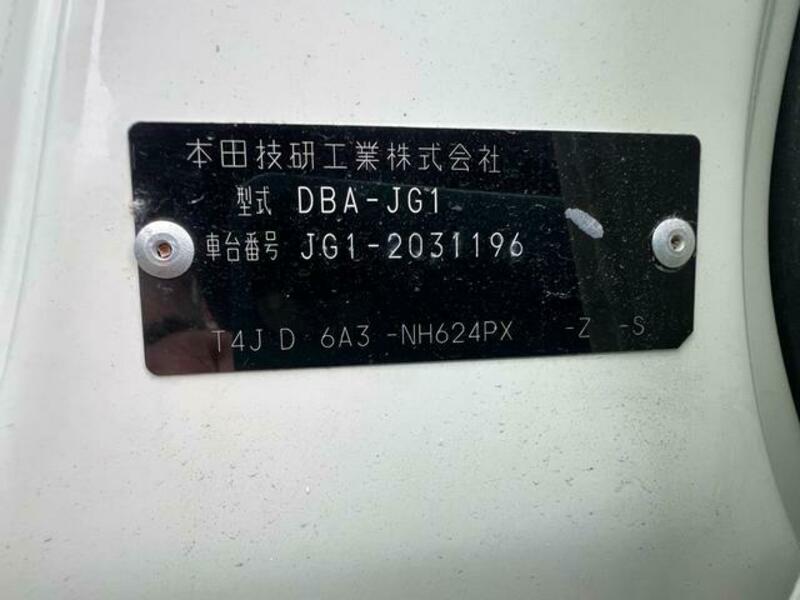 本田技研工業株式会社
型式 DBA-JG1
車台番号 JG1-2031196
T4J D 6A3 -NH624PX -Z -S